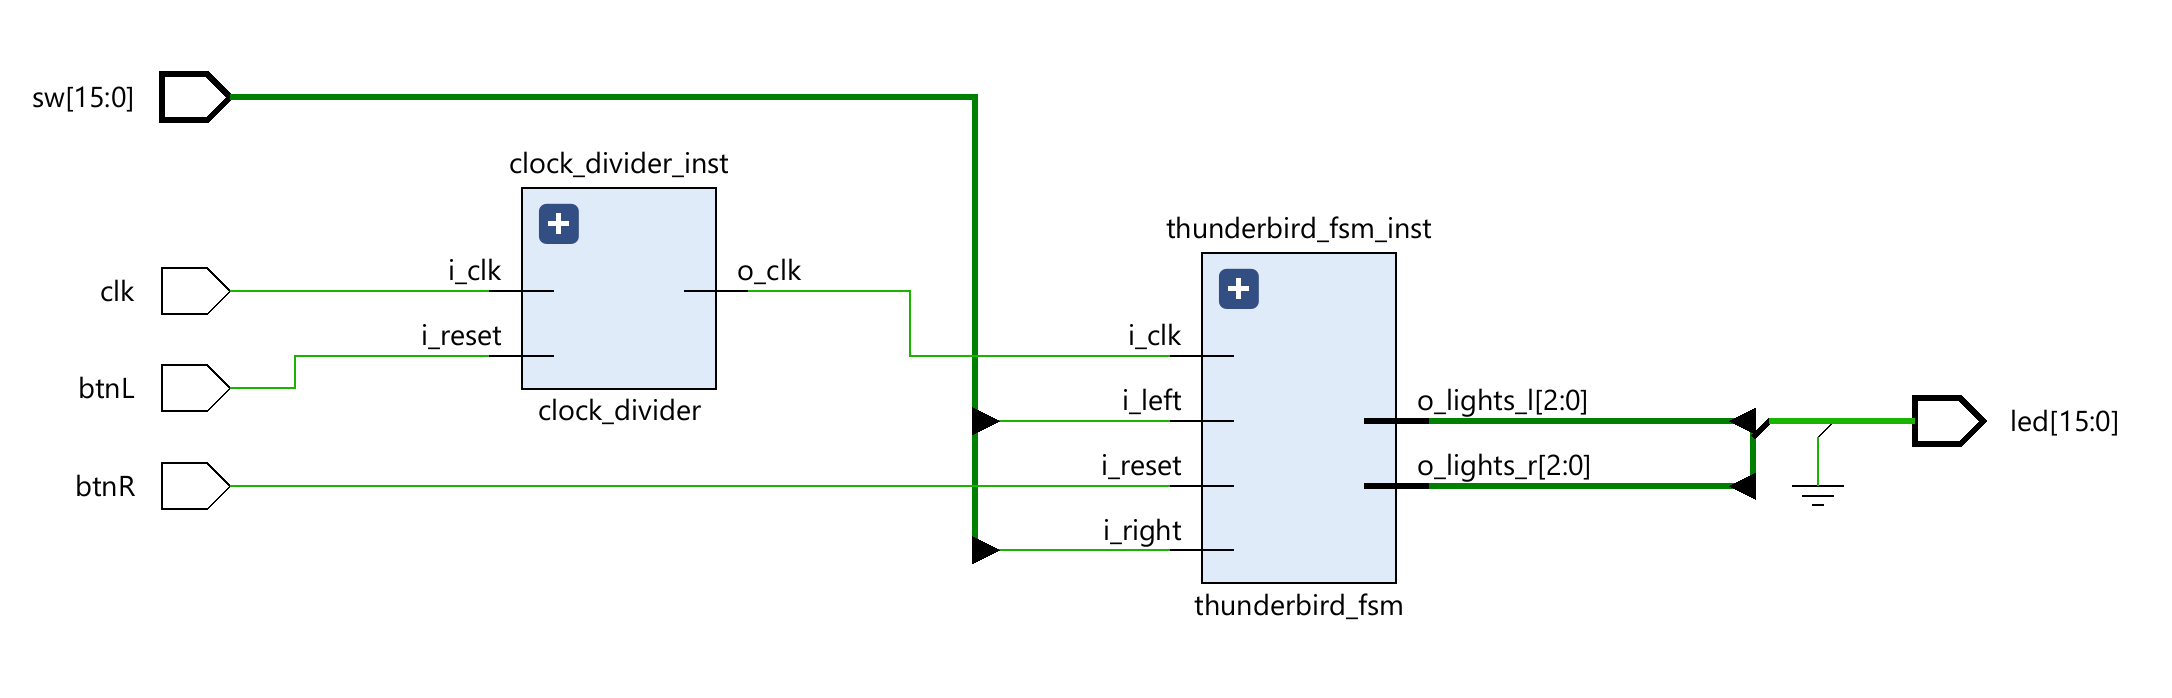 sw[15:0]
clock_divider_inst
clk
i_clk
o_clk
i_reset
btnL
clock_divider
btnR
thunderbird_fsm_inst
i_clk
i_left
i_reset
i_right
o_lights_l[2:0]
o_lights_r[2:0]
thunderbird_fsm
led[15:0]